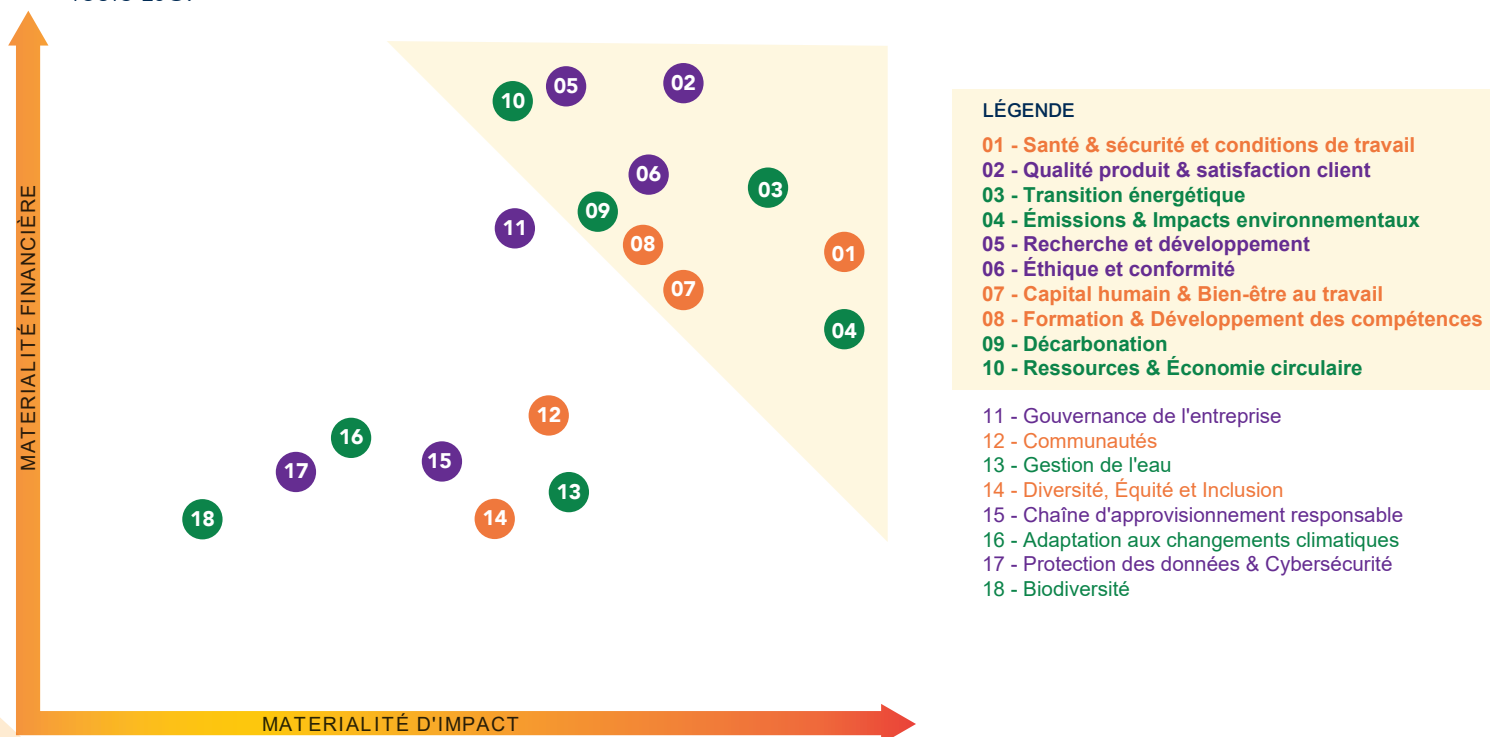 MATERIALITÉ FINANCIÈRE
10
05
02
06
03
09
11
08
01
07
04
12
16
15
17
13
18
14
MATERIALITÉ D'IMPACT
LÉGENDE
01 - Santé & sécurité et conditions de travail
02 - Qualité produit & satisfaction client
03 - Transition énergétique
04 - Émissions & Impacts environnementaux
05 - Recherche et développement
06 - Éthique et conformité
07 - Capital humain & Bien-être au travail
08 - Formation & Développement des compétences
09 - Décarbonation
10 - Ressources & Économie circulaire
11 - Gouvernance de l'entreprise
12 - Communautés
13 - Gestion de l'eau
14 - Diversité, Équité et Inclusion
15 - Chaîne d'approvisionnement responsable
16 - Adaptation aux changements climatiques
17 - Protection des données & Cybersécurité
18 - Biodiversité